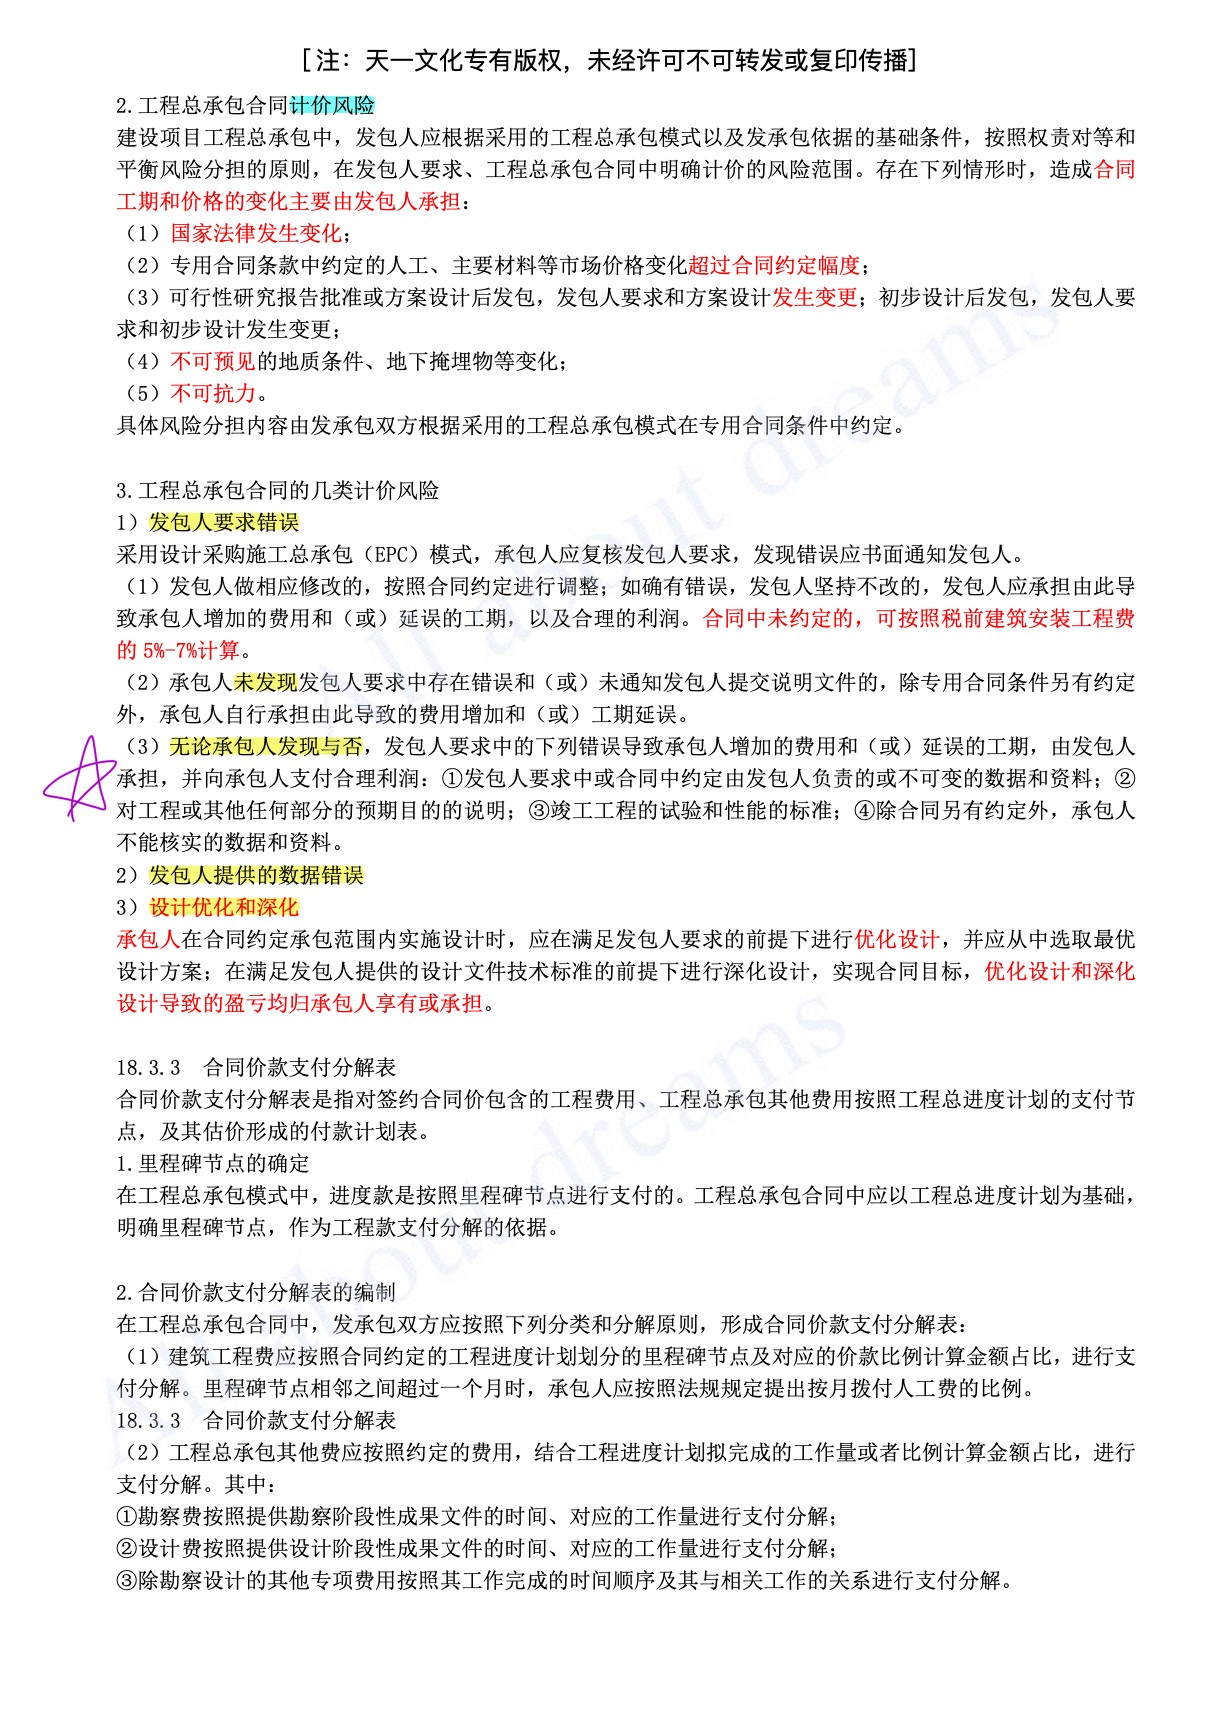 [注：天一文化专有版权，未经许可不可转发或复印传播]
2.工程总承包合同计价风险
建设项目工程总承包中，发包人应根据采用的工程总承包模式以及发承包依据的基础条件，按照权责对等和
平衡风险分担的原则，在发包人要求、工程总承包合同中明确计价的风险范围。存在下列情形时，造成合同
工期和价格的变化主要由发包人承担：
（1）国家法律发生变化；
（2）专用合同条款中约定的人工、主要材料等市场价格变化超过合同约定幅度；
（3）可行性研究报告批准或方案设计后发包，发包人要求和方案设计发生变更；初步设计后发包，发包人要
求和初步设计发生变更；
（4）不可预见的地质条件、地下掩埋物等变化；
（5）不可抗力。
具体风险分担内容由发承包双方根据采用的工程总承包模式在专用合同条件中约定。
3.工程总承包合同的几类计价风险
1）发包人要求错误
采用设计采购施工总承包（EPC）模式，承包人应复核发包人要求，发现错误应书面通知发包人。
（1）发包人做相应修改的，按照合同约定进行调整；如确有错误，发包人坚持不改的，发包人应承担由此导
致承包人增加的费用和（或）延误的工期，以及合理的利润。合同中未约定的，可按照税前建筑安装工程费
的 5%-7%计算。
（2）承包人未发现发包人要求中存在错误和（或）未通知发包人提交说明文件的，除专用合同条件另有约定
外，承包人自行承担由此导致的费用增加和（或）工期延误。
（3）无论承包人发现与否，发包人要求中的下列错误导致承包人增加的费用和（或）延误的工期，由发包人
承担，并向承包人支付合理利润：①发包人要求中或合同中约定由发包人负责的或不可变的数据和资料；②
对工程或其他任何部分的预期目的的说明；③竣工工程的试验和性能的标准；④除合同另有约定外，承包人
不能核实的数据和资料。
2）发包人提供的数据错误
3）设计优化和深化
承包人在合同约定承包范围内实施设计时，应在满足发包人要求的前提下进行优化设计，并应从中选取最优
设计方案；在满足发包人提供的设计文件技术标准的前提下进行深化设计，实现合同目标，优化设计和深化
设计导致的盈亏均归承包人享有或承担。
18.3.3 合同价款支付分解表
合同价款支付分解表是指对签约合同价包含的工程费用、工程总承包其他费用按照工程总进度计划的支付节
点，及其估价形成的付款计划表。
1.里程碑节点的确定
在工程总承包模式中，进度款是按照里程碑节点进行支付的。工程总承包合同中应以工程总进度计划为基础，
明确里程碑节点，作为工程款支付分解的依据。
2.合同价款支付分解表的编制
在工程总承包合同中，发承包双方应按照下列分类和分解原则，形成合同价款支付分解表：
（1）建筑工程费应按照合同约定的工程进度计划划分的里程碑节点及对应的价款比例计算金额占比，进行支
付分解。里程碑节点相邻之间超过一个月时，承包人应按照法规规定提出按月拨付人工费的比例。
18.3.3 合同价款支付分解表
（2）工程总承包其他费应按照约定的费用，结合工程进度计划拟完成的工作量或者比例计算金额占比，进行
支付分解。其中：
①勘察费按照提供勘察阶段性成果文件的时间、对应的工作量进行支付分解；
②设计费按照提供设计阶段性成果文件的时间、对应的工作量进行支付分解；
③除勘察设计的其他专项费用按照其工作完成的时间顺序及其与相关工作的关系进行支付分解。
All about dreams
All about dreams